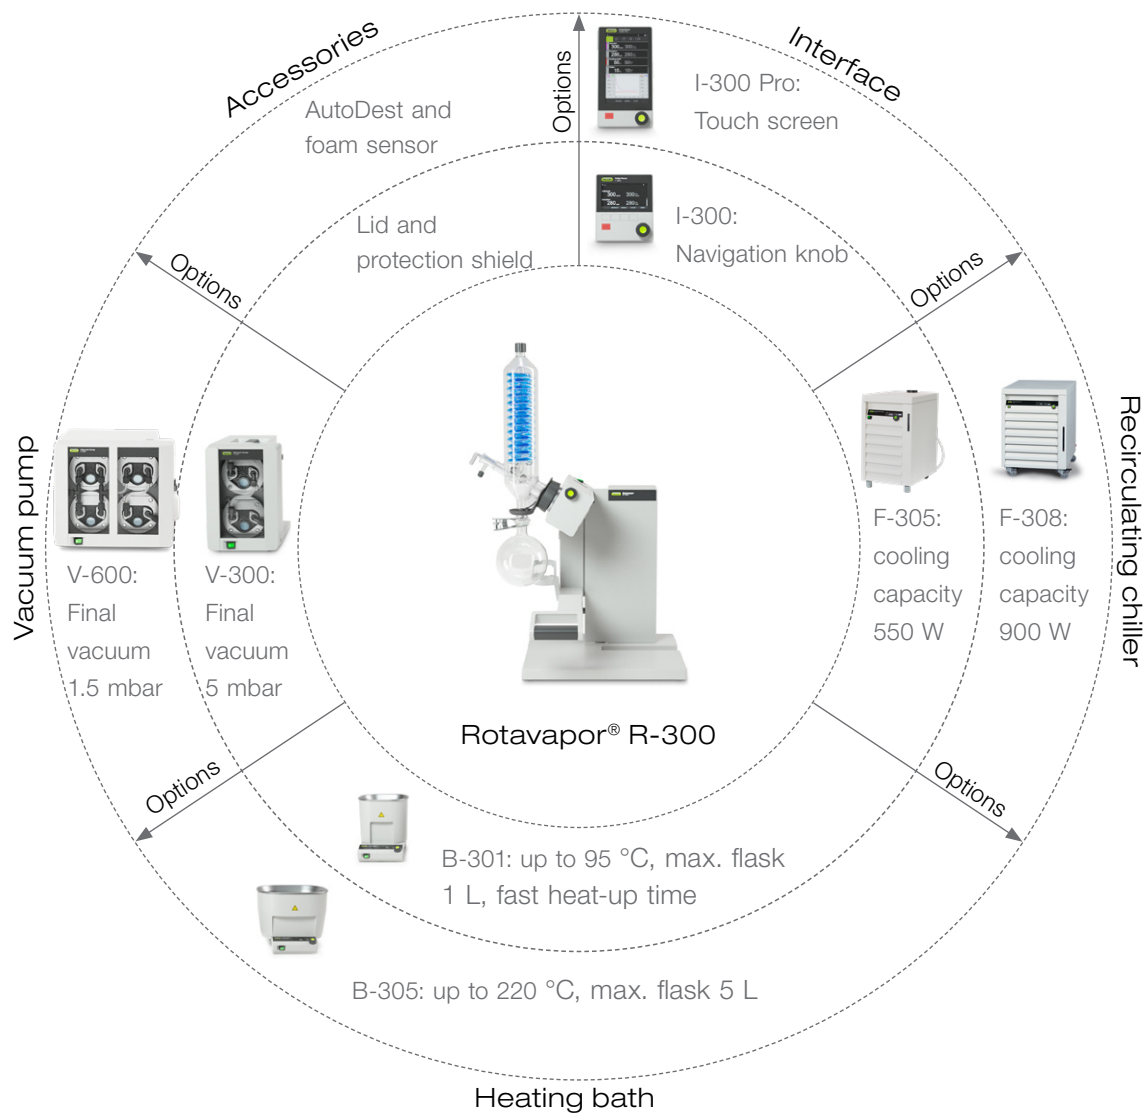 Accessories
Interface
Options
I-300 Pro:
Touch screen
AutoDest and
foam sensor
I-300:
Navigation knob
Lid and
protection shield
Options
Options
Vacuum pump
V-600:
Final
vacuum
1.5 mbar
V-300:
Final
vacuum
5 mbar
Rotavapor® R-300
F-305:
cooling
capacity
550 W
F-308:
cooling
capacity
900 W
Recirculating chiller
Options
Options
B-301: up to 95 °C, max. flask
1 L, fast heat-up time
B-305: up to 220 °C, max. flask 5 L
Heating bath